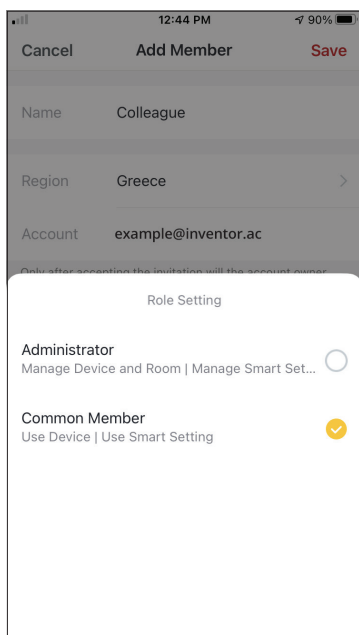 12:44 PM 90%
Cancel Add Member Save
Name Colleague
Region Greece
Account example@inventor.ac
Only after accepting the invitation will the account owner
Role Setting
Administrator
Manage Device and Room | Manage Smart Set...
Common Member
Use Device | Use Smart Setting